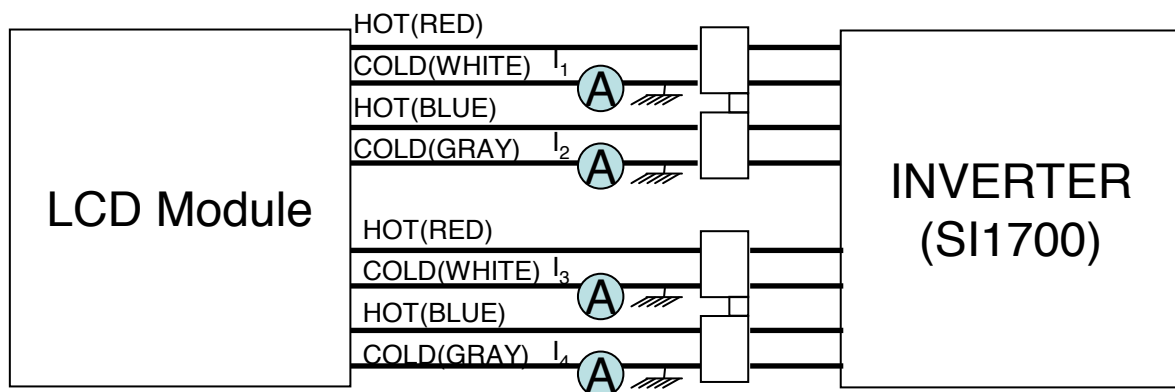 HOT(RED)
COLD(WHITE) I1
A
HOT(BLUE)
COLD(GRAY) I2
A
LCD Module
INVERTER
(SI1700)
HOT(RED)
COLD(WHITE) I3
A
HOT(BLUE)
COLD(GRAY) I4
A